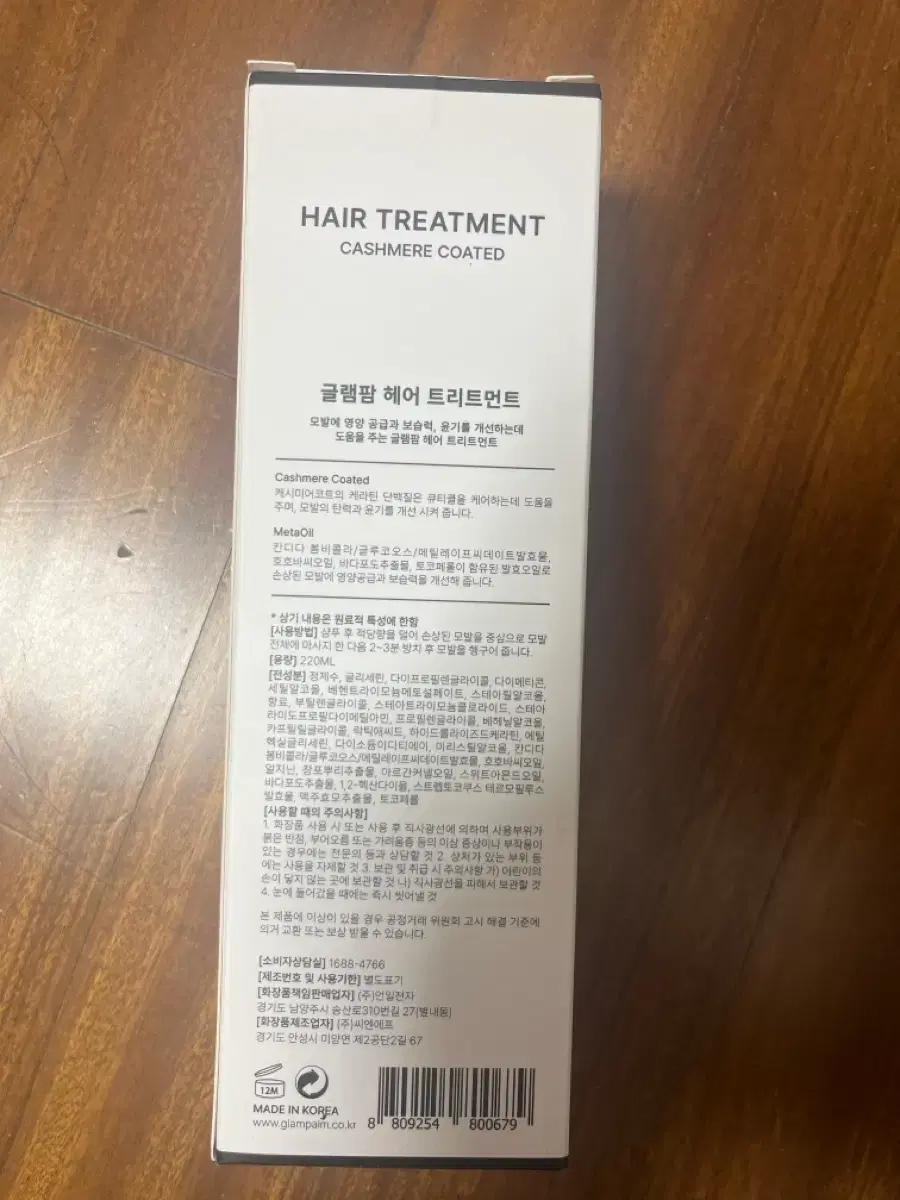 HAIR TREATMENT
CASHMERE COATED
글램팜 헤어 트리트먼트
모발에 영양 공급과 보습력, 윤기를 개선하는데
도움을 주는 글램팜 헤어 트리트먼트
Cashmere Coated
캐시미어코트의 케라틴 단백질은 큐티클을 케어하는데 도움을
주며, 모발의 탄력과 윤기를 개선 시켜 줍니다.
MetaOil
칸디다 봄비콜라/글루코오스/메틸레이프씨데이트발효물,
호호바씨오일, 바다포도추출물, 토코페롤이 함유된 발효오일로
손상된 모발에 영양공급과 보습력을 개선해 줍니다.
* 상기 내용은 원료적 특성에 한함
[사용방법] 샴푸 후 적당량을 덜어 손상된 모발을 중심으로 모발
전체에 마사지 한 다음 2~3분 방치 후 모발을 헹구어 줍니다.
[용량] 220ML
[전성분] 정제수, 글리세린, 다이프로필렌글라이콜, 다이메티콘,
세틸알코올, 베헨트라이모늄메토설페이트, 스테아릴알코올,
향료, 부틸렌글라이콜, 스테아트라이모늄클로라이드, 스테아
라미도프로필다이메틸아민, 프로필렌글라이콜, 베헤닐알코올,
카프릴릴글라이콜, 락틱애씨드, 하이드롤라이즈드케라틴, 에틸
헥실글리세린, 다이소듐이디티에이, 미리스틸알코올, 칸디다
봄비콜라/글루코오스/메틸레이프씨데이트발효물, 호호바씨오일,
알지닌, 창포뿌리추출물, 아르간커넬오일, 스위트아몬드오일,
바다포도추출물, 1,2-헥산다이올, 스트렙토코쿠스 테르모필루스
발효물, 맥주효모추출물, 토코페롤
[사용할 때의 주의사항]
1. 화장품 사용 시 또는 사용 후 직사광선에 의하여 사용부위가
붉은 반점, 부어오름 또는 가려움증 등의 이상 증상이나 부작용이
있는 경우에는 전문의 등과 상담할 것 2. 상처가 있는 부위 등
에는 사용을 자제할 것 3. 보관 및 취급 시 주의사항 가) 어린이의
손이 닿지 않는 곳에 보관할 것 나) 직사광선을 피해서 보관할 것
4. 눈에 들어갔을 때에는 즉시 씻어낼 것
본 제품에 이상이 있을 경우 공정거래 위원회 고시 해결 기준에
의거 교환 또는 보상 받을 수 있습니다.
[소비자상담실] 1688-4766
[제조번호 및 사용기한] 별도표기
[화장품책임판매업자] (주)언일전자
경기도 남양주시 송산로310번길 27(별내동)
[화장품제조업자] (주)씨엔에프
경기도 안성시 미양면 제2공단2길 67
12M
MADE IN KOREA
www.glampalm.co.kr
8 809254 800679